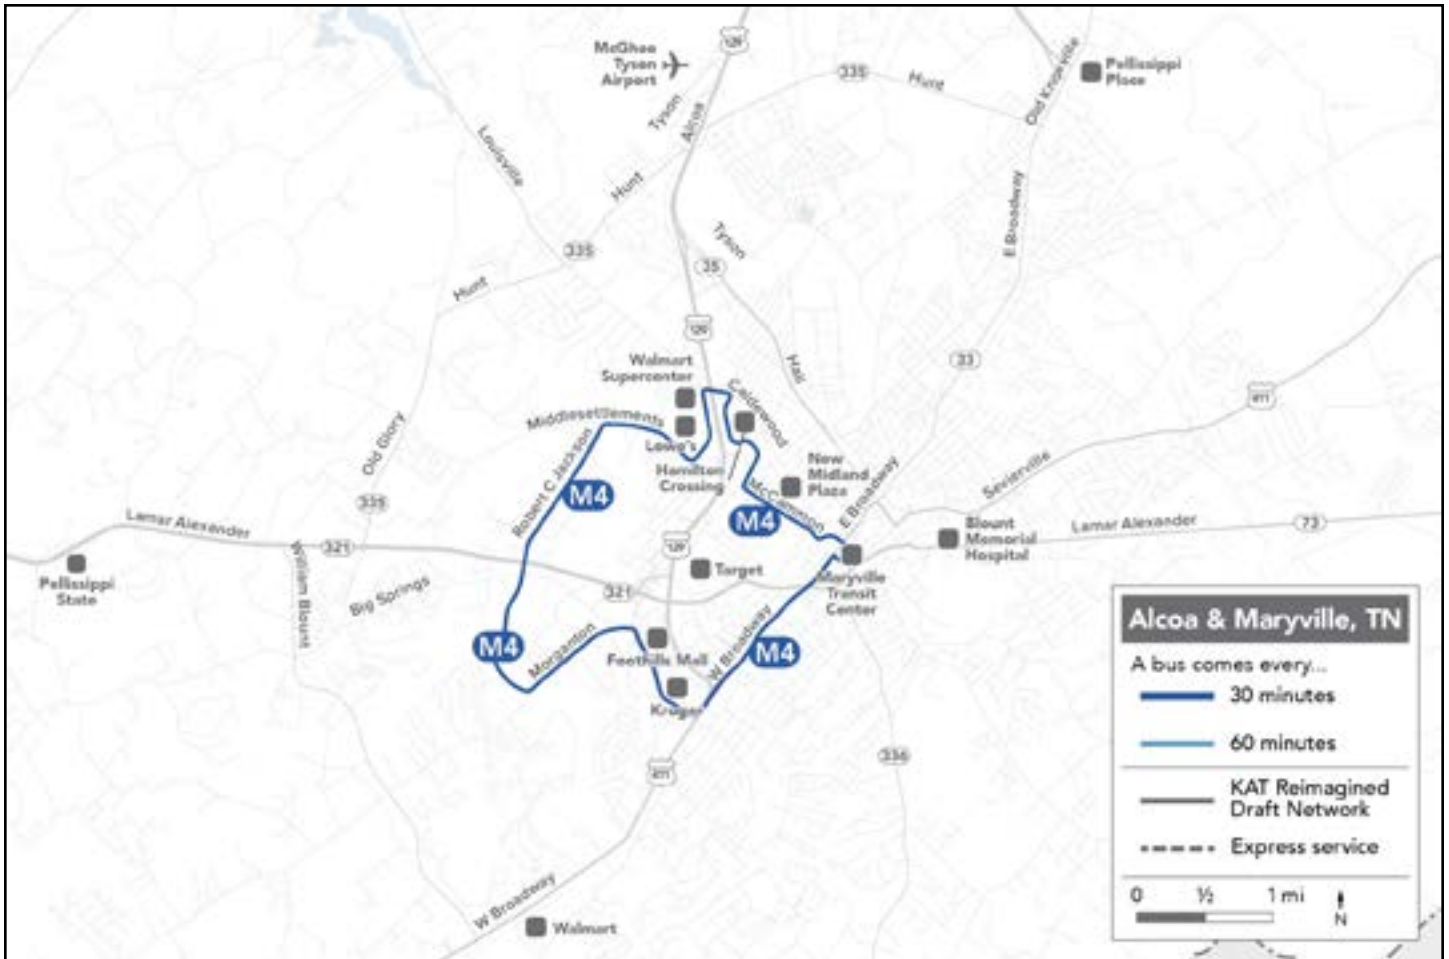 129
McGhee
Tyson
Airport
335
Hunt
Old Knoxville
Pellissippi
Place
Tyson
Alcoa
Louisville
Hunt
E Broadway
335
Tyson
35
Hunt
129
Walmart
Supercenter
Hall
33
Calderwood
411
Middlesettlements
Lowe's
Old Glory
Robert C Jackson
Hamilton
Crossing
New
Midland
Plaza
E Broadway
Sevierville
M4
McCammon
M4
335
Lamar Alexander
321
Blount
Memorial
Hospital
Lamar Alexander
73
129
Pellissippi
State
William Blount
Big Springs
321
Target
Maryville
Transit
Center
M4
Morganton
Foothills Mall
W Broadway
M4
Kroger
411
336
W Broadway
Walmart
Alcoa & Maryville, TN
A bus comes every...
30 minutes
60 minutes
KAT Reimagined
Draft Network
Express service
0 ½ 1 mi
N